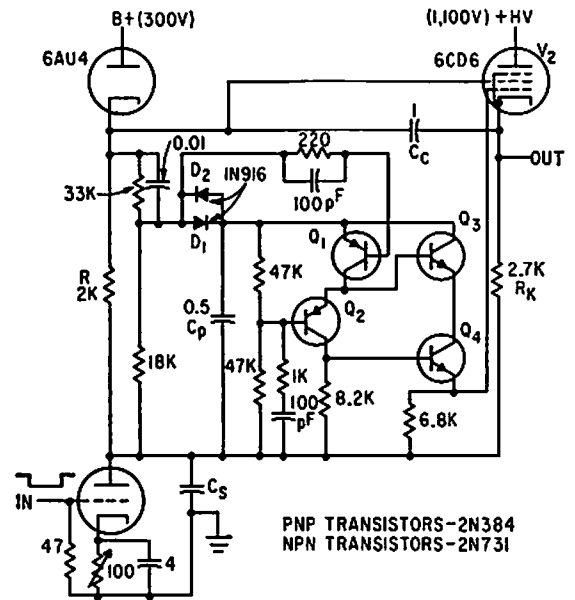 B+(300V)
(1,100V) +HV
6AU4
6CD6
V2
0.01
1
CC
220
OUT
33K
D2
1N916
100pF
D1
Q1
Q3
R
2K
47K
2.7K
RK
0.5
CP
Q2
Q4
18K
47K
1K
100
pF
8.2K
6.8K
IN
CS
47
100
4
PNP TRANSISTORS-2N384
NPN TRANSISTORS-2N731